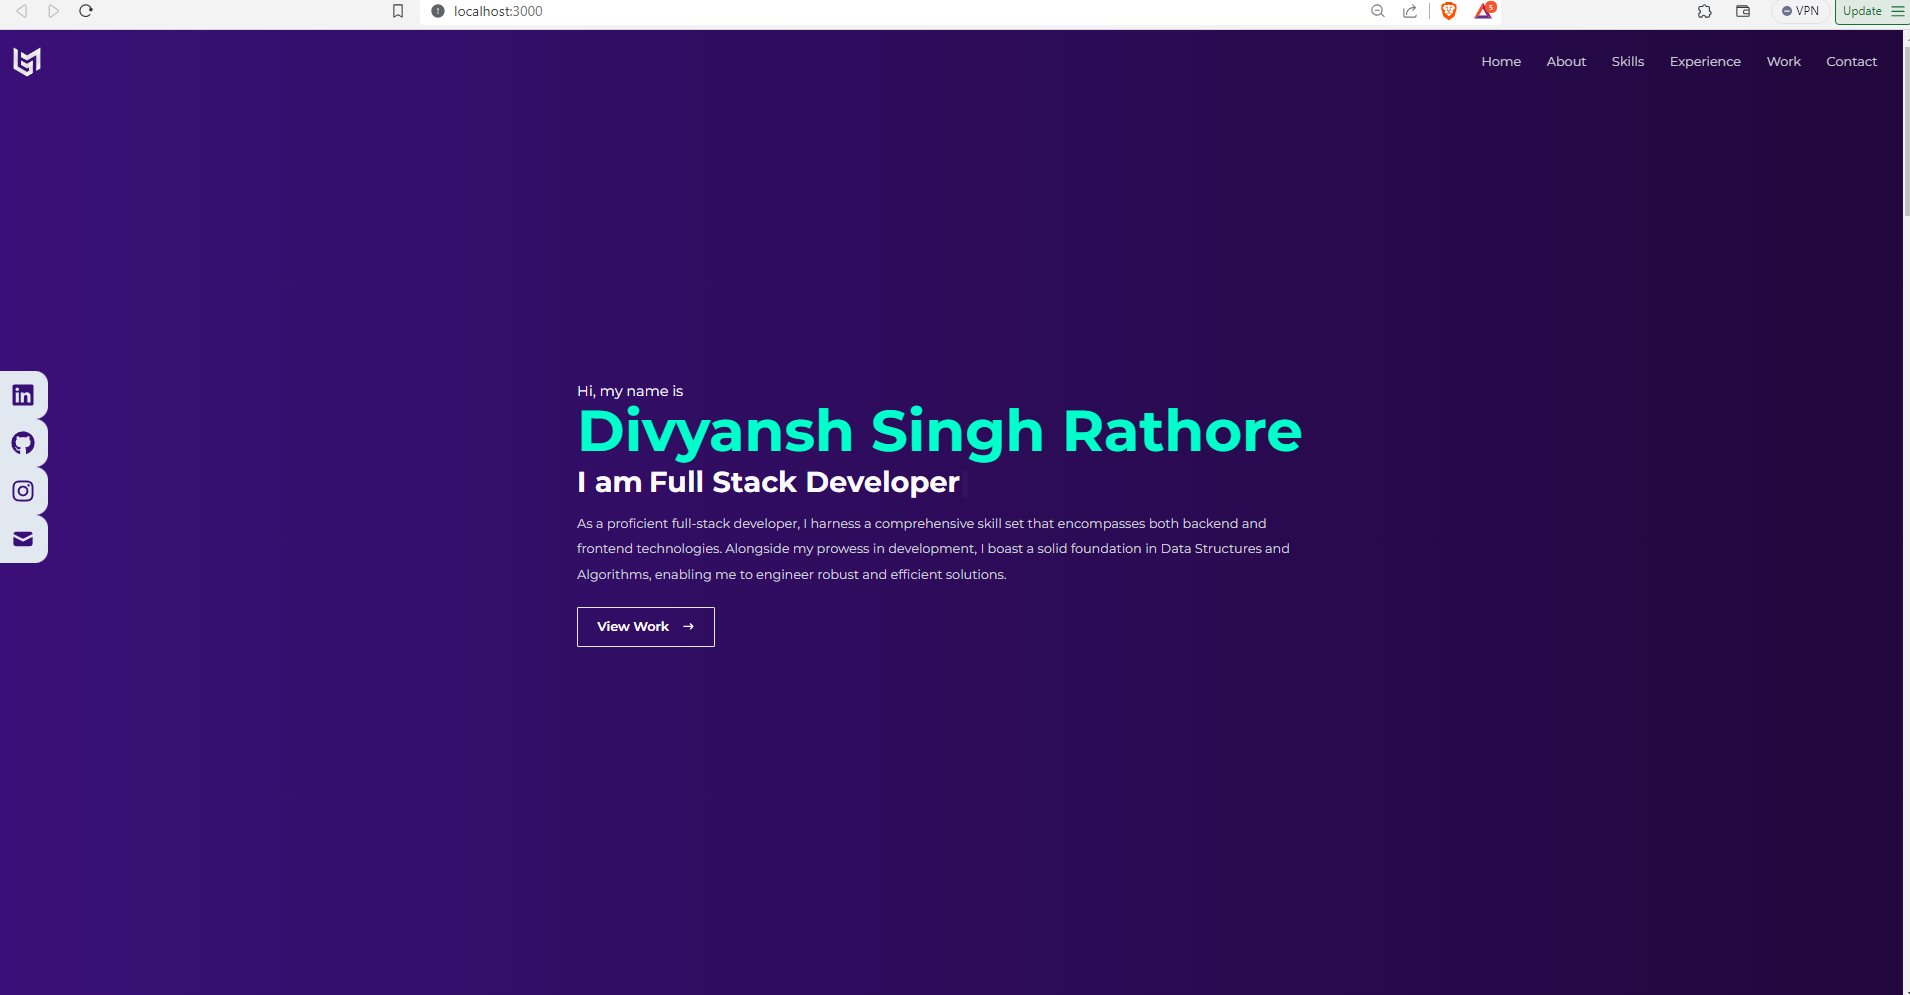 localhost:3000
5
VPN
Update
Home About Skills Experience Work Contact
Hi, my name is
Divyansh Singh Rathore
I am Full Stack Developer
As a proficient full-stack developer, I harness a comprehensive skill set that encompasses both backend and
frontend technologies. Alongside my prowess in development, I boast a solid foundation in Data Structures and
Algorithms, enabling me to engineer robust and efficient solutions.
View Work →